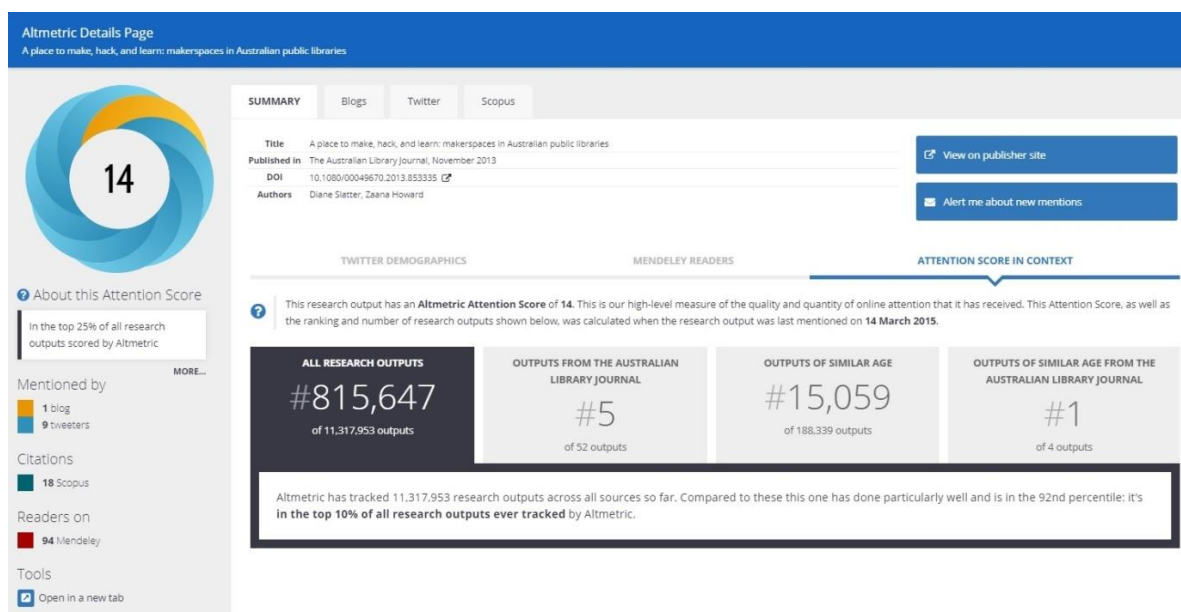 Altmetric Details Page
A place to make, hack, and learn: makerspaces in Australian public libraries
14
About this Attention Score
In the top 25% of all research
outputs scored by Altmetric
MORE...
Mentioned by
1 blog
9 tweeters
Citations
18 Scopus
Readers on
94 Mendeley
Tools
Open in a new tab
SUMMARY Blogs Twitter Scopus
Title A place to make, hack, and learn: makerspaces in Australian public libraries
Published in The Australian Library Journal, November 2013
DOI 10.1080/00049670.2013.853335
Authors Diane Slatter, Zaana Howard
View on publisher site
Alert me about new mentions
TWITTER DEMOGRAPHICS MENDELEY READERS ATTENTION SCORE IN CONTEXT
This research output has an Altmetric Attention Score of 14. This is our high-level measure of the quality and quantity of online attention that it has received. This Attention Score, as well as
the ranking and number of research outputs shown below, was calculated when the research output was last mentioned on 14 March 2015.
ALL RESEARCH OUTPUTS
#815,647
of 11,317,953 outputs
OUTPUTS FROM THE AUSTRALIAN
LIBRARY JOURNAL
#5
of 52 outputs
OUTPUTS OF SIMILAR AGE
#15,059
of 188,339 outputs
OUTPUTS OF SIMILAR AGE FROM THE
AUSTRALIAN LIBRARY JOURNAL
#1
of 4 outputs
Altmetric has tracked 11,317,953 research outputs across all sources so far. Compared to these this one has done particularly well and is in the 92nd percentile: it's
in the top 10% of all research outputs ever tracked by Altmetric.